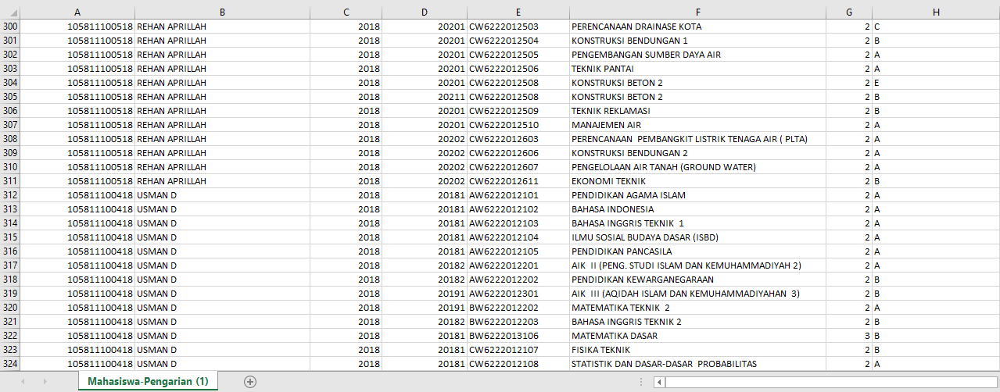 A B C D E F G H
300 105811100518 REHAN APRILLAH 2018 20201 CW6222012503 PERENCANAAN DRAINASE KOTA 2 C
301 105811100518 REHAN APRILLAH 2018 20201 CW6222012504 KONSTRUKSI BENDUNGAN 1 2 B
302 105811100518 REHAN APRILLAH 2018 20201 CW6222012505 PENGEMBANGAN SUMBER DAYA AIR 2 A
303 105811100518 REHAN APRILLAH 2018 20201 CW6222012506 TEKNIK PANTAI 2 A
304 105811100518 REHAN APRILLAH 2018 20201 CW6222012508 KONSTRUKSI BETON 2 2 E
305 105811100518 REHAN APRILLAH 2018 20211 CW6222012508 KONSTRUKSI BETON 2 2 B
306 105811100518 REHAN APRILLAH 2018 20201 CW6222012509 TEKNIK REKLAMASI 2 B
307 105811100518 REHAN APRILLAH 2018 20201 CW6222012510 MANAJEMEN AIR 2 A
308 105811100518 REHAN APRILLAH 2018 20202 CW6222012603 PERENCANAAN  PEMBANGKIT LISTRIK TENAGA AIR ( PLTA) 2 A
309 105811100518 REHAN APRILLAH 2018 20202 CW6222012606 KONSTRUKSI BENDUNGAN 2 2 A
310 105811100518 REHAN APRILLAH 2018 20202 CW6222012607 PENGELOLAAN AIR TANAH (GROUND WATER) 2 A
311 105811100518 REHAN APRILLAH 2018 20202 CW6222012611 EKONOMI TEKNIK 2 B
312 105811100418 USMAN D 2018 20181 AW6222012101 PENDIDIKAN AGAMA ISLAM 2 A
313 105811100418 USMAN D 2018 20181 AW6222012102 BAHASA INDONESIA 2 A
314 105811100418 USMAN D 2018 20181 AW6222012103 BAHASA INGGRIS TEKNIK  1 2 A
315 105811100418 USMAN D 2018 20181 AW6222012104 ILMU SOSIAL BUDAYA DASAR (ISBD) 2 A
316 105811100418 USMAN D 2018 20181 AW6222012105 PENDIDIKAN PANCASILA 2 A
317 105811100418 USMAN D 2018 20182 AW6222012201 AIK  II (PENG. STUDI ISLAM DAN KEMUHAMMADIYAH 2) 2 A
318 105811100418 USMAN D 2018 20182 AW6222012202 PENDIDIKAN KEWARGANEGARAAN 2 B
319 105811100418 USMAN D 2018 20191 AW6222012301 AIK  III (AQIDAH ISLAM DAN KEMUHAMMADIYAHAN  3) 2 B
320 105811100418 USMAN D 2018 20191 BW6222012202 MATEMATIKA TEKNIK  2 2 A
321 105811100418 USMAN D 2018 20182 BW6222012203 BAHASA INGGRIS TEKNIK 2 2 B
322 105811100418 USMAN D 2018 20181 BW6222013106 MATEMATIKA DASAR 3 B
323 105811100418 USMAN D 2018 20181 CW6222012107 FISIKA TEKNIK 2 B
324 105811100418 USMAN D 2018 20181 CW6222012108 STATISTIK DAN DASAR-DASAR  PROBABILITAS 2 A
Mahasiswa-Pengarian (1)